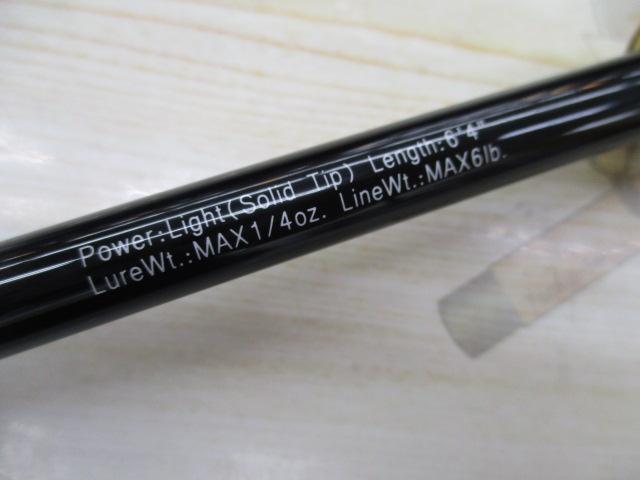 Power:Light(Solid Tip) Length:6'4"
LureWt.:MAX1/4oz. LineWt.:MAX6lb.